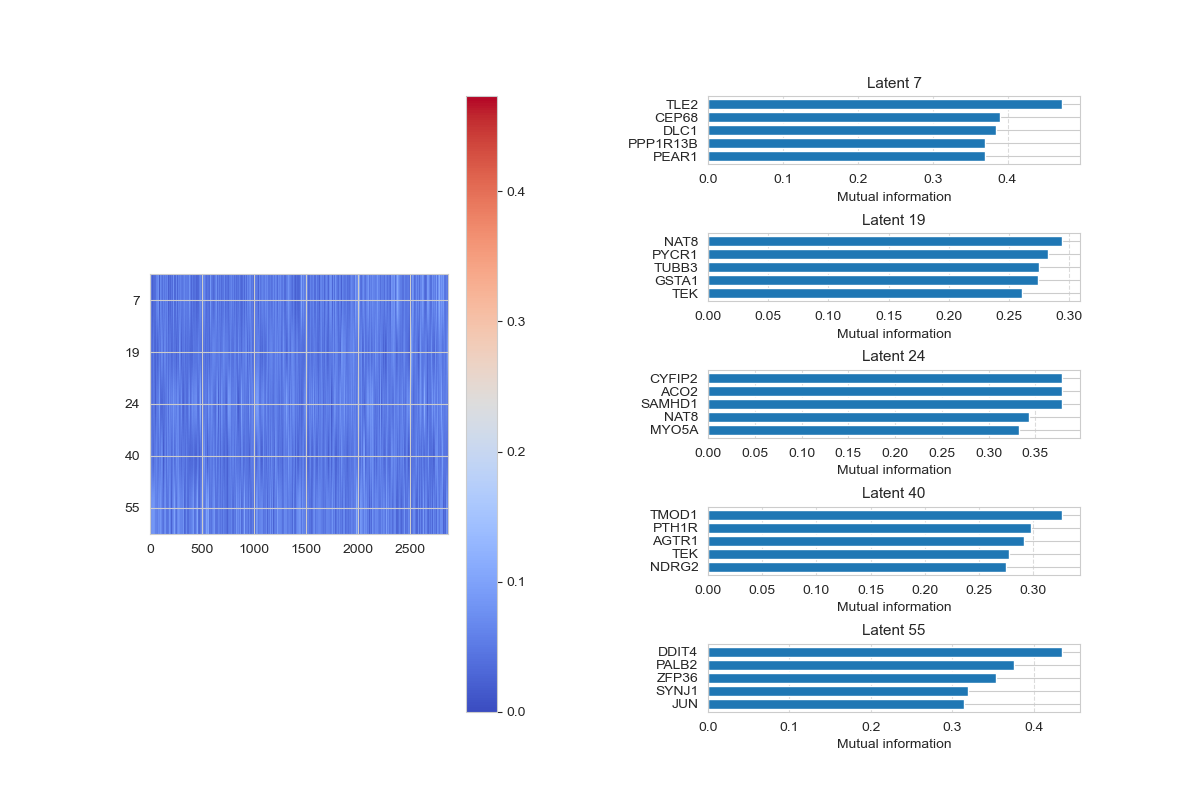 7
19
24
40
55
0 500 1000 1500 2000 2500
0.4
0.3
0.2
0.1
0.0
Latent 7
TLE2
CEP68
DLC1
PPP1R13B
PEAR1
0.0 0.1 0.2 0.3 0.4
Mutual information
Latent 19
NAT8
PYCR1
TUBB3
GSTA1
TEK
0.00 0.05 0.10 0.15 0.20 0.25 0.30
Mutual information
Latent 24
CYFIP2
ACO2
SAMHD1
NAT8
MYO5A
0.00 0.05 0.10 0.15 0.20 0.25 0.30 0.35
Mutual information
Latent 40
TMOD1
PTH1R
AGTR1
TEK
NDRG2
0.00 0.05 0.10 0.15 0.20 0.25 0.30
Mutual information
Latent 55
DDIT4
PALB2
ZFP36
SYNJ1
JUN
0.0 0.1 0.2 0.3 0.4
Mutual information